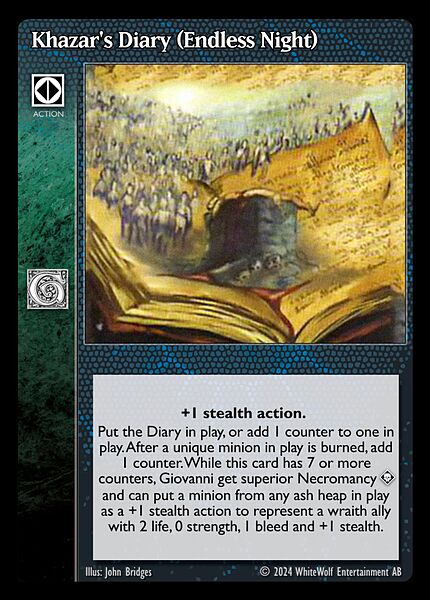 Khazar's Diary (Endless Night)
ACTION
+1 stealth action.
Put the Diary in play, or add 1 counter to one in
play. After a unique minion in play is burned, add
1 counter. While this card has 7 or more
counters, Giovanni get superior Necromancy
and can put a minion from any ash heap in play
as a +1 stealth action to represent a wraith ally
with 2 life, 0 strength, 1 bleed and +1 stealth.
Illus: John Bridges © 2024 WhiteWolf Entertainment AB